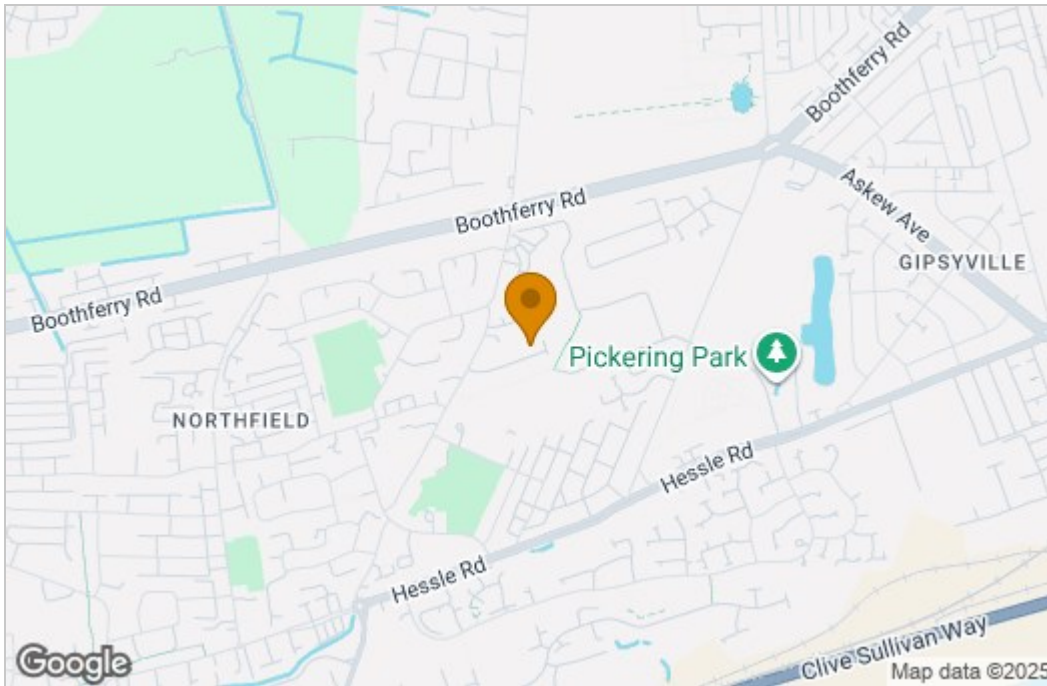 Boothferry Rd
Boothferry Rd
Askew Ave
GIPSYVILLE
Boothferry Rd
Pickering Park
NORTHFIELD
Hessle Rd
Hessle Rd
Clive Sullivan Way
Google
Map data ©2025